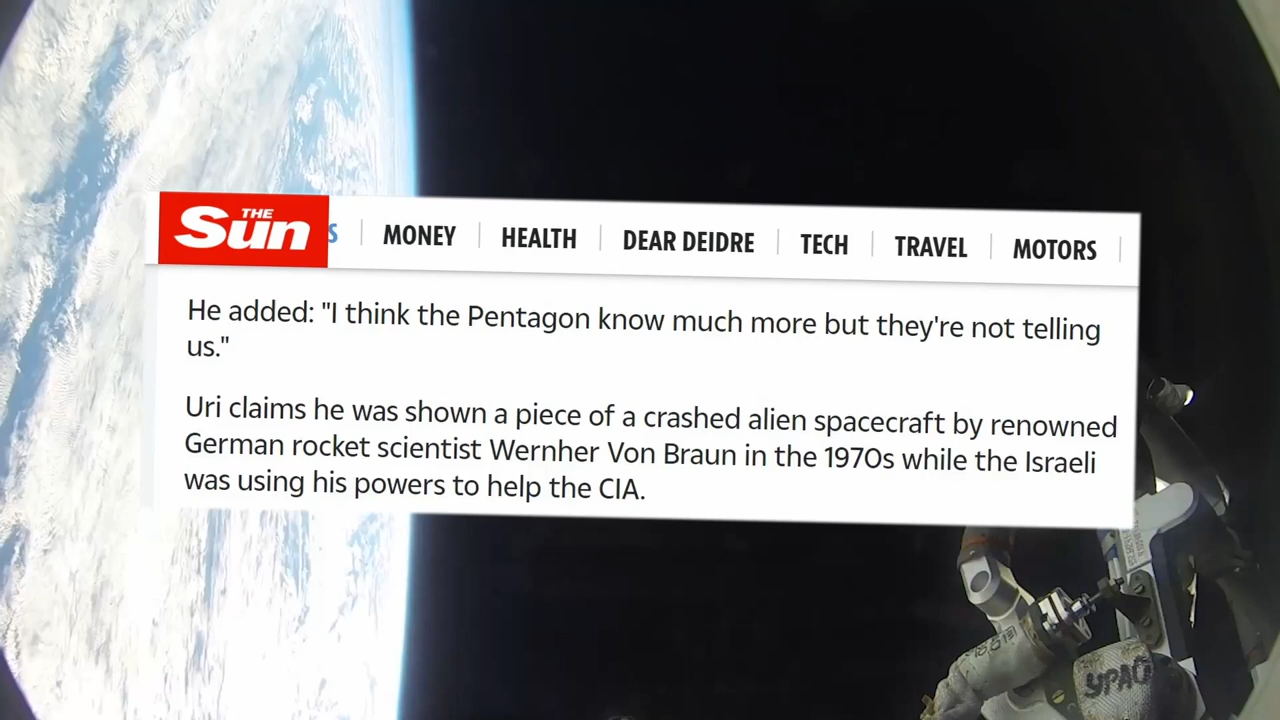 THE
Sun
S
MONEY
HEALTH
DEAR DEIDRE
TECH
TRAVEL
MOTORS
He added: "I think the Pentagon know much more but they're not telling
us."
Uri claims he was shown a piece of a crashed alien spacecraft by renowned
German rocket scientist Wernher Von Braun in the 1970s while the Israeli
was using his powers to help the CIA.